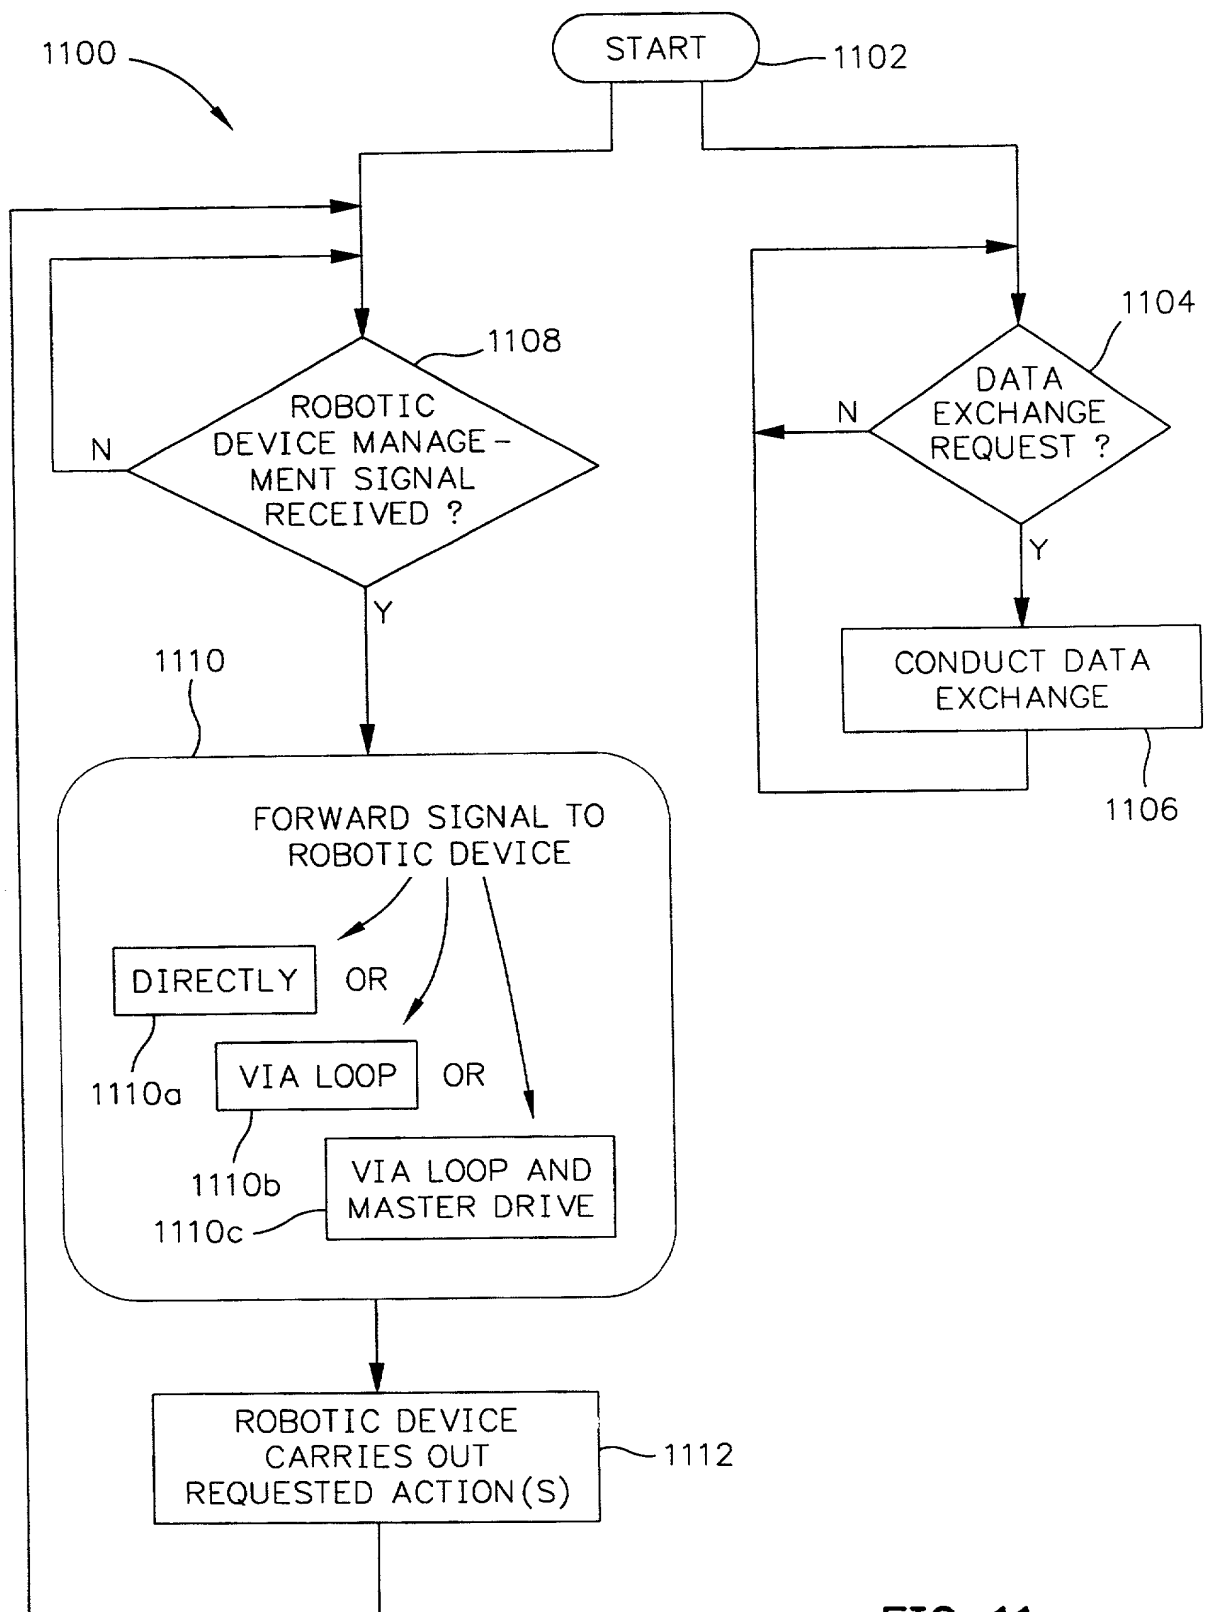 1100
START
1102
1108
ROBOTIC
DEVICE MANAGE-
MENT SIGNAL
RECEIVED ?
N
Y
1104
DATA
EXCHANGE
REQUEST ?
N
Y
CONDUCT DATA
EXCHANGE
1106
1110
FORWARD SIGNAL TO
ROBOTIC DEVICE
DIRECTLY
OR
1110a
VIA LOOP
OR
1110b
VIA LOOP AND
MASTER DRIVE
1110c
ROBOTIC DEVICE
CARRIES OUT
REQUESTED ACTION(S)
1112
FIG. 11